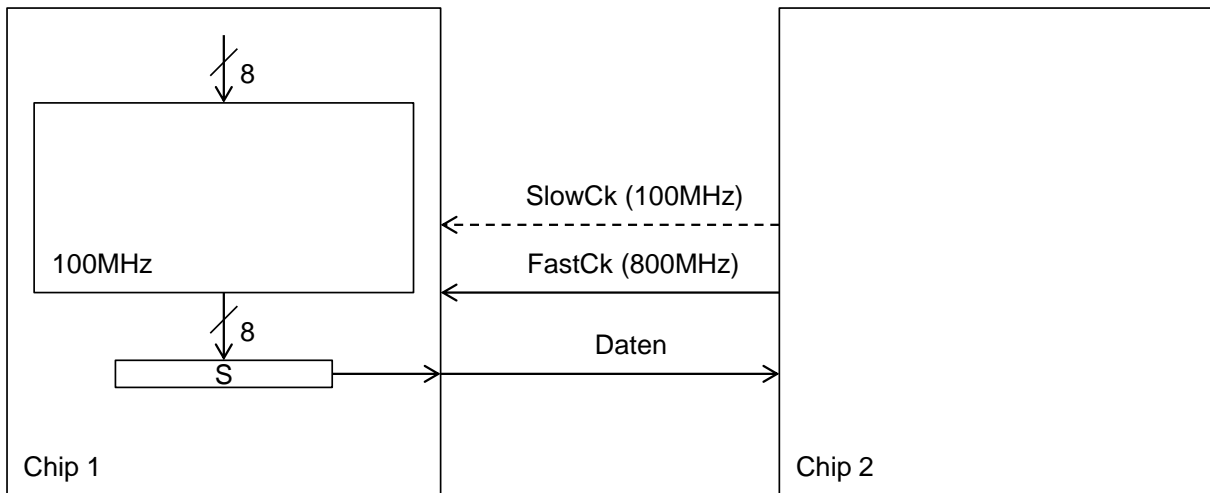 8
SlowCk (100MHz)
100MHz
FastCk (800MHz)
8
Daten
S
Chip 1
Chip 2